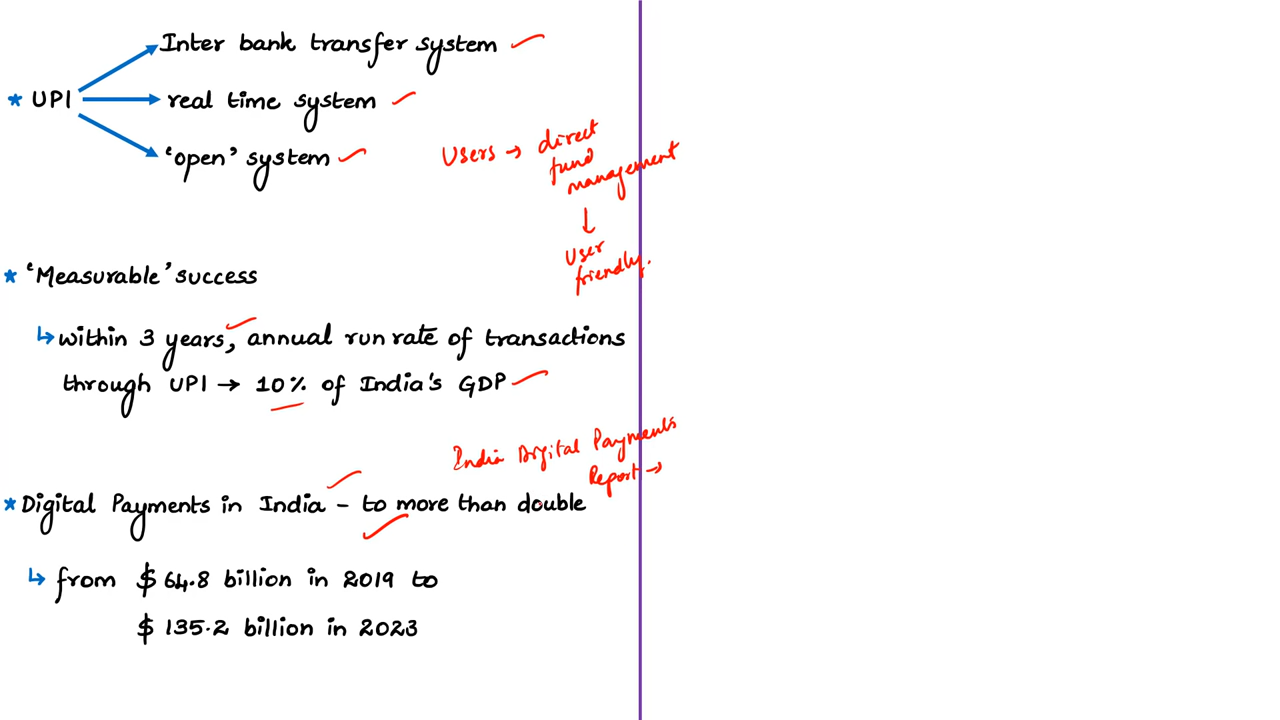 Inter bank transfer system
* UPI
real time system
'open' system
Users → direct
fund
management
↓
User
friendly.
* 'Measurable' success
↳ within 3 years, annual run rate of transactions
through UPI → 10% of India's GDP
India Digital Payments
Report →
* Digital Payments in India - to more than double
↳ from $ 64.8 billion in 2019 to
$ 135.2 billion in 2023